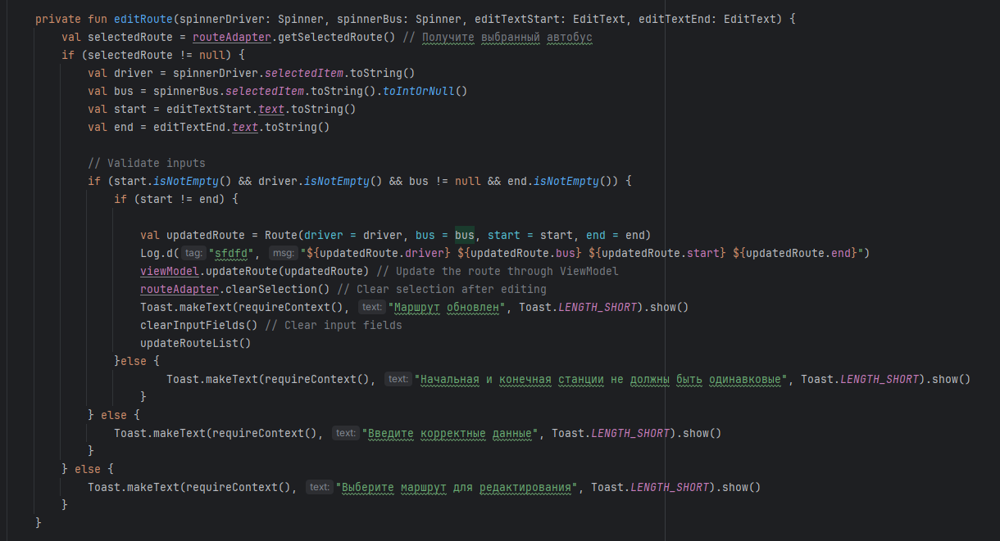 private fun editRoute(spinnerDriver: Spinner, spinnerBus: Spinner, editTextStart: EditText, editTextEnd: EditText) {
    val selectedRoute = routeAdapter.getSelectedRoute() // Получите выбранный автобус
    if (selectedRoute != null) {
        val driver = spinnerDriver.selectedItem.toString()
        val bus = spinnerBus.selectedItem.toString().toIntOrNull()
        val start = editTextStart.text.toString()
        val end = editTextEnd.text.toString()

        // Validate inputs
        if (start.isNotEmpty() && driver.isNotEmpty() && bus != null && end.isNotEmpty()) {
            if (start != end) {

                val updatedRoute = Route(driver = driver, bus = bus, start = start, end = end)
                Log.d( tag: "sfdfd", msg: "${updatedRoute.driver} ${updatedRoute.bus} ${updatedRoute.start} ${updatedRoute.end}")
                viewModel.updateRoute(updatedRoute) // Update the route through ViewModel
                routeAdapter.clearSelection() // Clear selection after editing
                Toast.makeText(requireContext(), text: "Маршрут обновлен", Toast.LENGTH_SHORT).show()
                clearInputFields() // Clear input fields
                updateRouteList()
            }else {
                    Toast.makeText(requireContext(), text: "Начальная и конечная станции не должны быть одинавковые", Toast.LENGTH_SHORT).show()
                }
        } else {
            Toast.makeText(requireContext(), text: "Введите корректные данные", Toast.LENGTH_SHORT).show()
        }
    } else {
        Toast.makeText(requireContext(), text: "Выберите маршрут для редактирования", Toast.LENGTH_SHORT).show()
    }
}